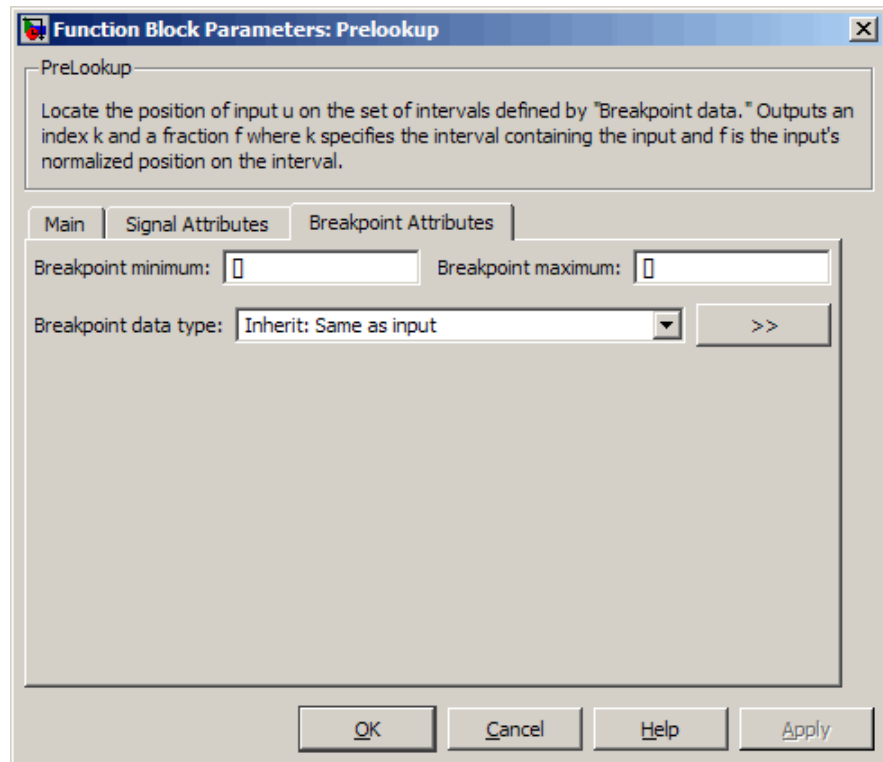 Function Block Parameters: Prelookup
PreLookup
Locate the position of input u on the set of intervals defined by "Breakpoint data." Outputs an
index k and a fraction f where k specifies the interval containing the input and f is the input's
normalized position on the interval.
Main Signal Attributes Breakpoint Attributes
Breakpoint minimum: [] Breakpoint maximum: []
Breakpoint data type: Inherit: Same as input >>
OK Cancel Help Apply